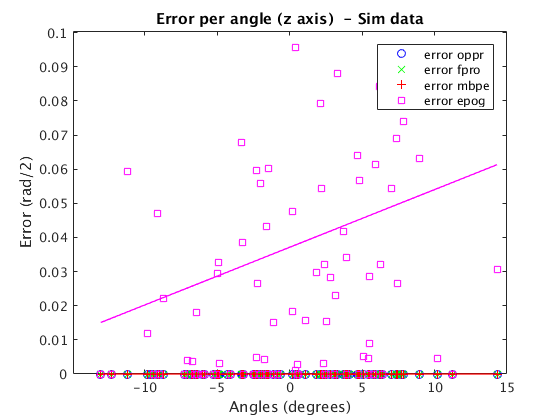 Error per angle (z axis)  - Sim data
0.1
0.09
0.08
0.07
0.06
0.05
0.04
0.03
0.02
0.01
0
Error (rad/2)
error oppr
error fpro
error mbpe
error epog
-10 -5 0 5 10 15
Angles (degrees)